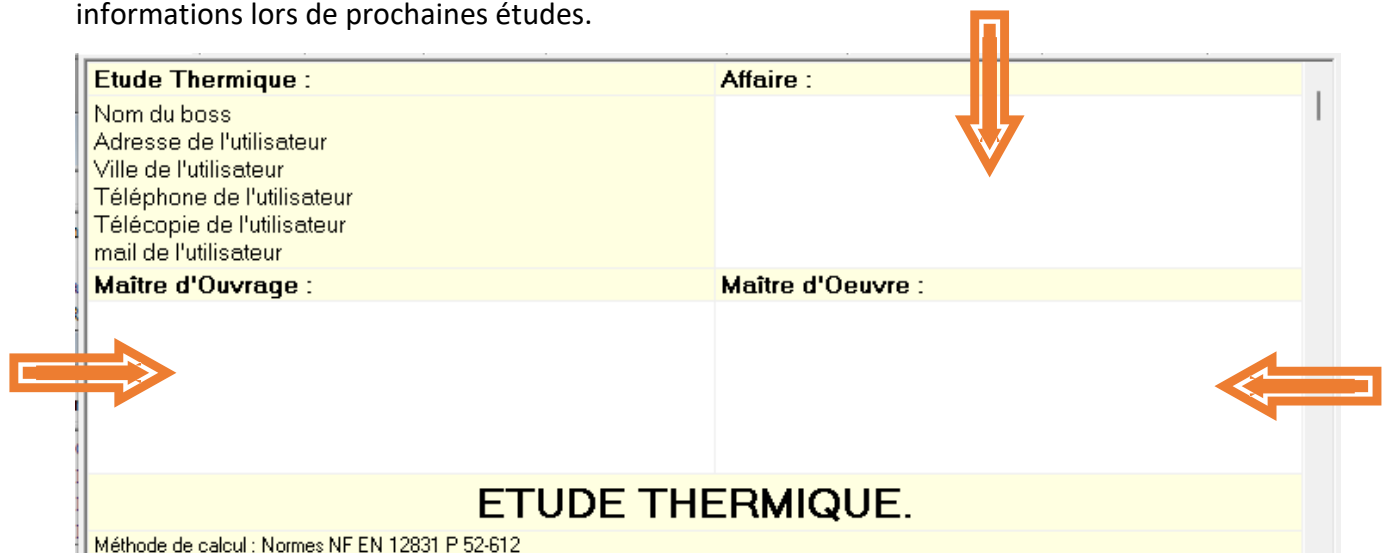 informations lors de prochaines études.
Etude Thermique :
Affaire :
Nom du boss
Adresse de l'utilisateur
Ville de l'utilisateur
Téléphone de l'utilisateur
Télécopie de l'utilisateur
mail de l'utilisateur
Maître d'Ouvrage :
Maître d'Oeuvre :
ETUDE THERMIQUE.
Méthode de calcul : Normes NF EN 12831 P 52-612